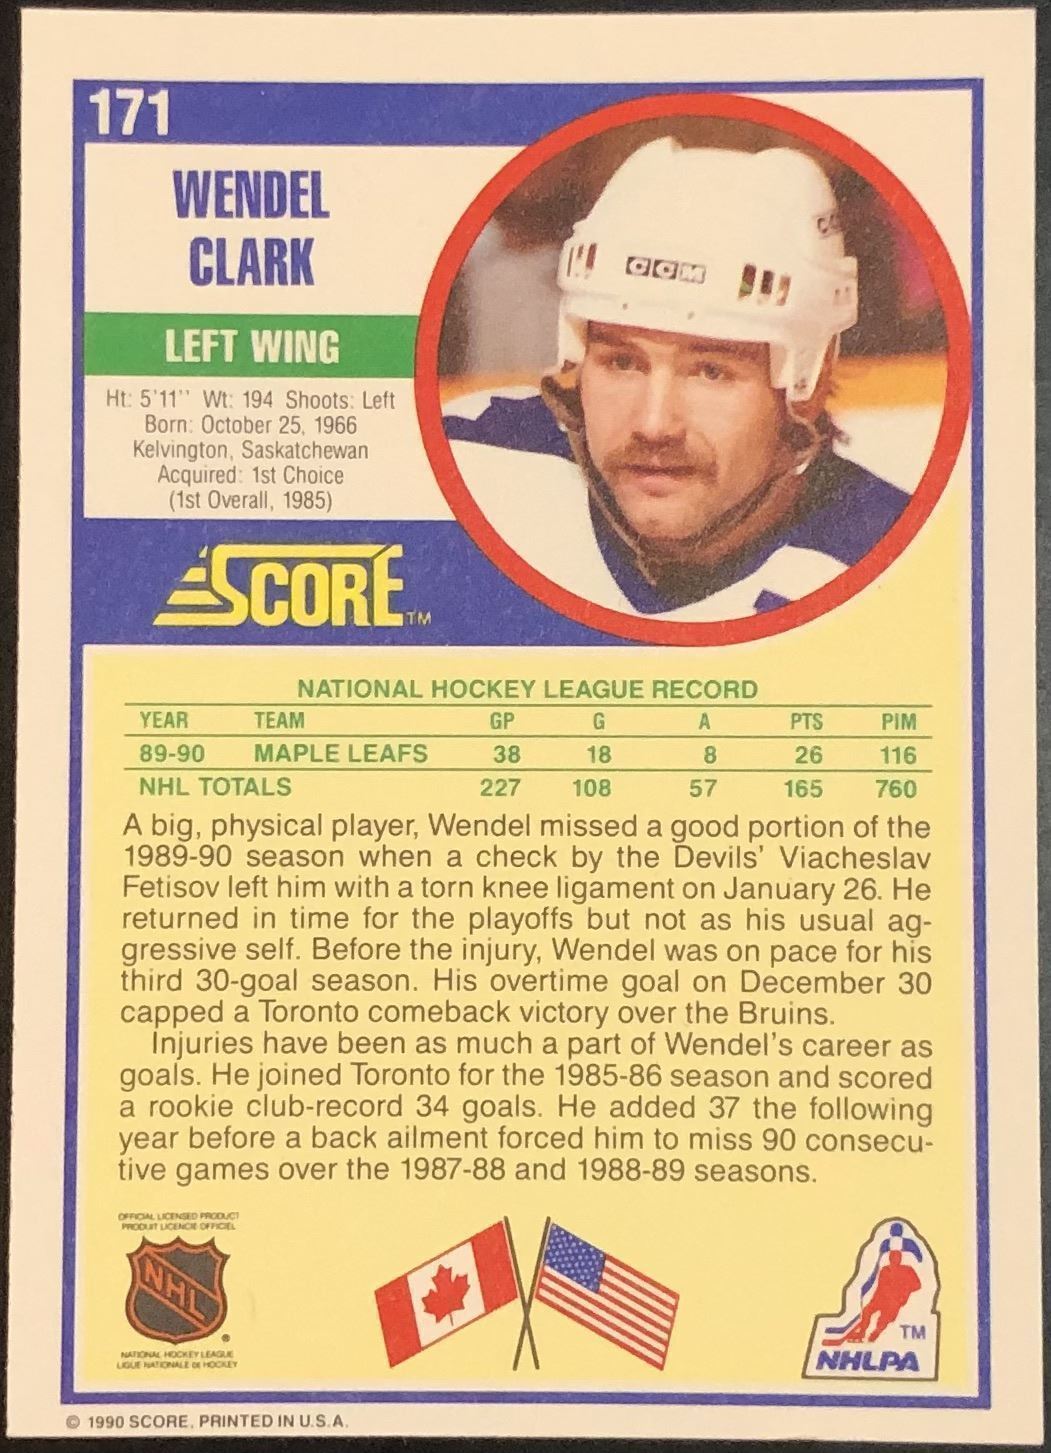 171
WENDEL
CLARK
LEFT WING
Ht: 5'11'' Wt: 194 Shoots: Left
Born: October 25, 1966
Kelvington, Saskatchewan
Acquired: 1st Choice
(1st Overall, 1985)
CCM
SCORE TM
NATIONAL HOCKEY LEAGUE RECORD
YEAR TEAM GP G A PTS PIM
89-90 MAPLE LEAFS 38 18 8 26 116
NHL TOTALS 227 108 57 165 760
A big, physical player, Wendel missed a good portion of the
1989-90 season when a check by the Devils' Viacheslav
Fetisov left him with a torn knee ligament on January 26. He
returned in time for the playoffs but not as his usual ag-
gressive self. Before the injury, Wendel was on pace for his
third 30-goal season. His overtime goal on December 30
capped a Toronto comeback victory over the Bruins.
Injuries have been as much a part of Wendel's career as
goals. He joined Toronto for the 1985-86 season and scored
a rookie club-record 34 goals. He added 37 the following
year before a back ailment forced him to miss 90 consecu-
tive games over the 1987-88 and 1988-89 seasons.
OFFICIAL LICENSED PRODUCT
PRODUIT LICENCIÉ OFFICIEL
NHL
®
NATIONAL HOCKEY LEAGUE
LIGUE NATIONALE DE HOCKEY
TM
NHLPA
© 1990 SCORE, PRINTED IN U.S.A.